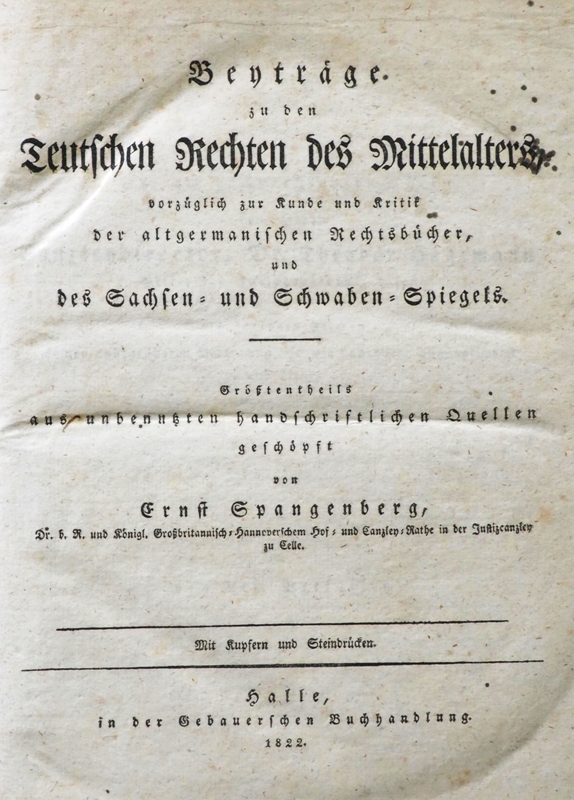 Beyträge
zu den
Teutschen Rechten des Mittelalters,
vorzüglich zur Kunde und Kritik
der altgermanischen Rechtsbücher,
und
des Sachsen- und Schwaben-Spiegels.
Größtentheils
aus unbenutzten handschriftlichen Quellen
geschöpft
von
Ernst Spangenberg,
Dr. b. R. und Königl. Großbritannisch-Hannoverschem Hof- und Canzley-Rathe in der Justizcanzley
zu Celle.
Mit Kupfern und Steindrücken.
Halle,
in der Gebauerschen Buchhandlung.
1822.